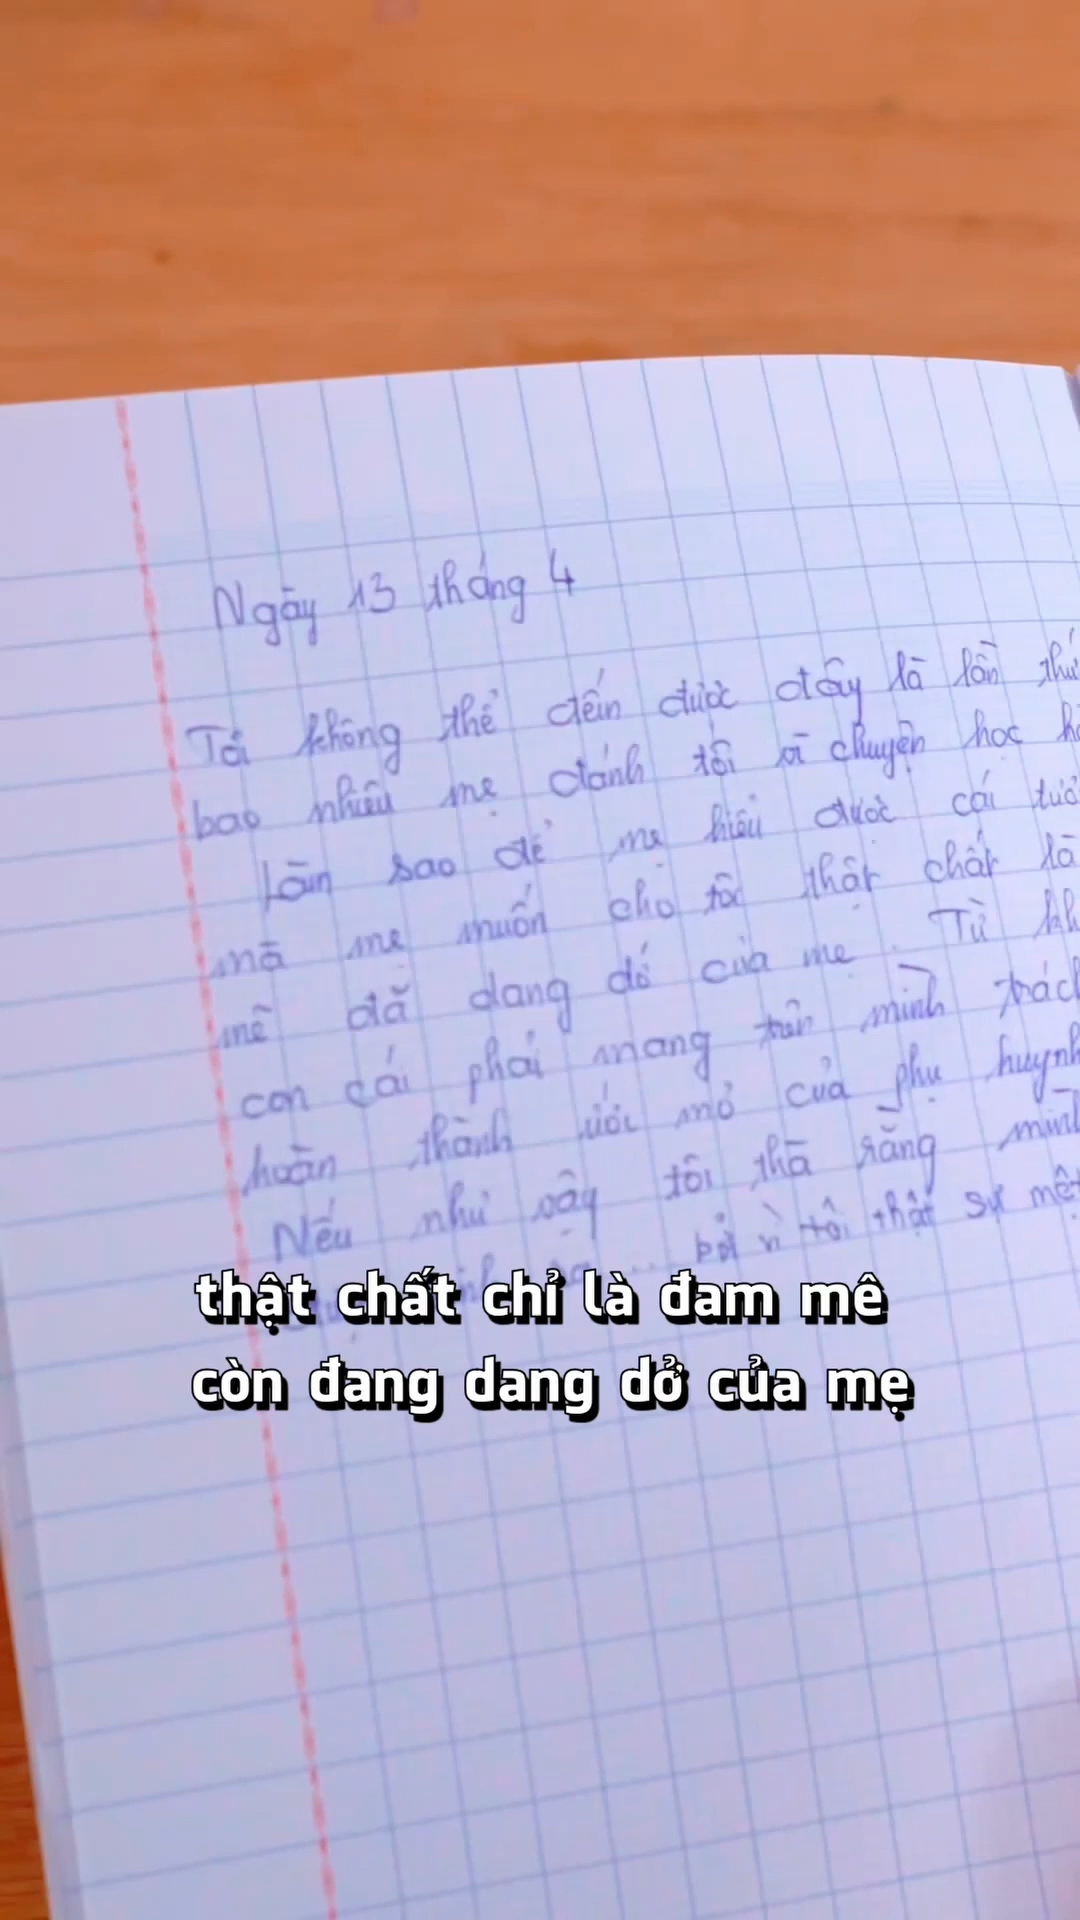 Ngày 13 tháng 4
Tôi không thể đếm được đây là lần thứ
bao nhiêu mẹ đánh tôi vì chuyện học h
Làm sao để mẹ hiểu được cái tươ
mà mẹ muốn cho tôi thật chất là
mê đã dang dở của mẹ. Từ kh
con cái phải mang trên mình trách
hoàn thành ước mơ của phụ huynh
Nếu như vậy tôi thà rằng mình
bởi vì tôi thật sự mệt
thật chất chỉ là đam mê
còn đang dang dở của mẹ